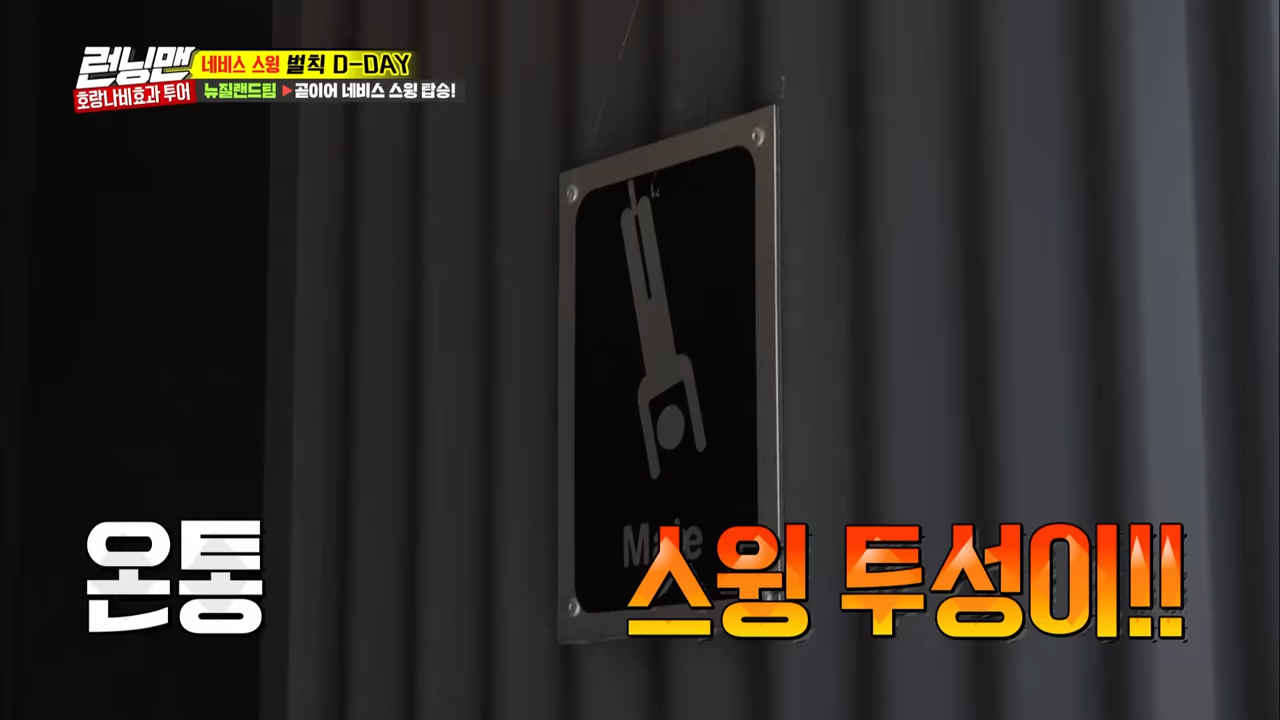 런닝맨
호랑나비효과 투어
네비스 스윙 벌칙 D-DAY
뉴질랜드팀 ▶ 곧이어 네비스 스윙 탑승!
Male
온통 스윙 투성이!!